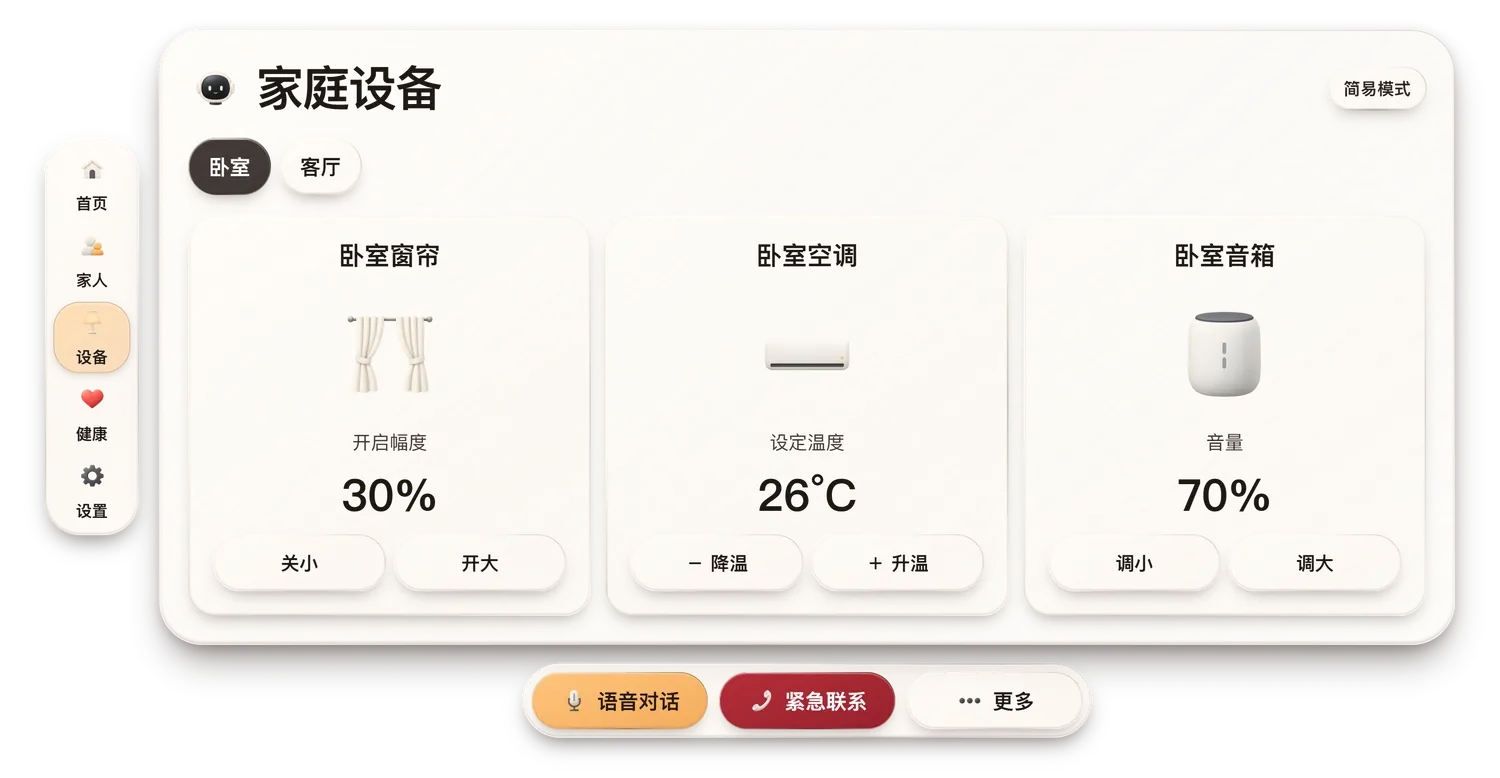 家庭设备
简易模式
卧室
客厅
首页
家人
设备
健康
设置
卧室窗帘
开启幅度
30%
关小
开大
卧室空调
设定温度
26°C
− 降温
+ 升温
卧室音箱
音量
70%
调小
调大
语音对话
紧急联系
••• 更多